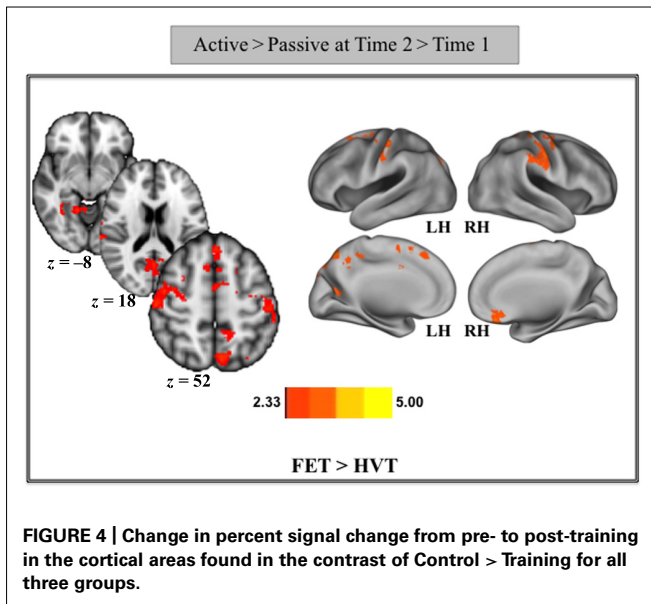 Active > Passive at Time 2 > Time 1
z = –8
z = 18
z = 52
LH RH
LH RH
2.33 5.00
FET > HVT
FIGURE 4 | Change in percent signal change from pre- to post-training
in the cortical areas found in the contrast of Control > Training for all
three groups.